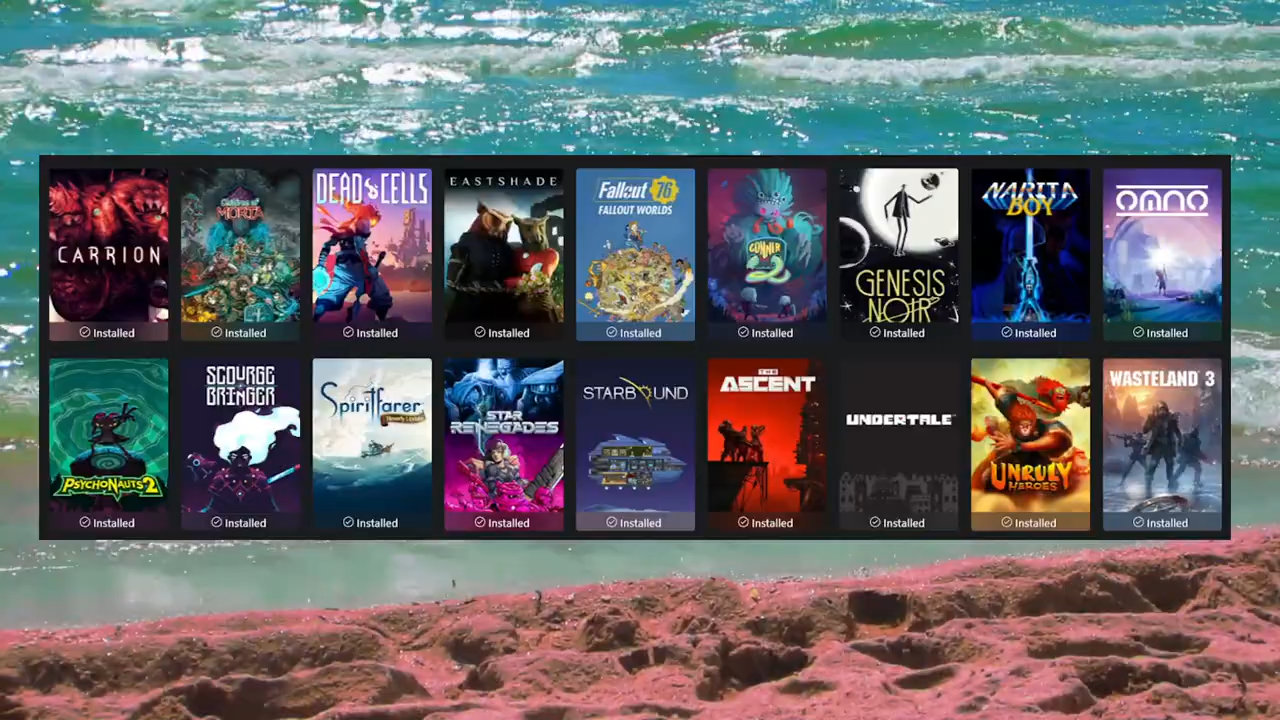 CARRION
Children of
MORTA
DEAD CELLS
EASTSHADE
Fallout 76
FALLOUT WORLDS
GONNER
2
GENESIS
NOIR
NARITA
BOY
OMNO
Installed
Installed
Installed
Installed
Installed
Installed
Installed
Installed
Installed
PSYCHONAUTS 2
SCOURGE
BRINGER
SPIRITFARER
STAR
RENEGADES
STARBOUND
THE
ASCENT
UNDERTALE
UNRULY
HEROES
WASTELAND 3
Installed
Installed
Installed
Installed
Installed
Installed
Installed
Installed
Installed